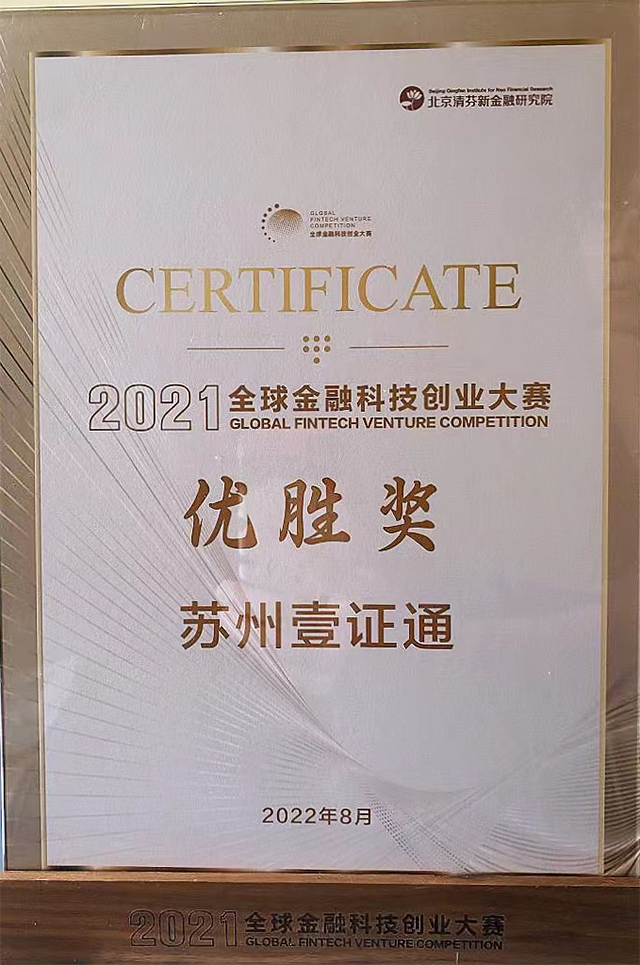 Beijing Qingfen Institute for Neo Financial Research
北京清芬新金融研究院
GLOBAL
FINTECH VENTURE
COMPETITION
全球金融科技创业大赛
CERTIFICATE
2021 全球金融科技创业大赛
GLOBAL FINTECH VENTURE COMPETITION
优胜奖
苏州壹证通
2022年8月
2021 全球金融科技创业大赛
GLOBAL FINTECH VENTURE COMPETITION